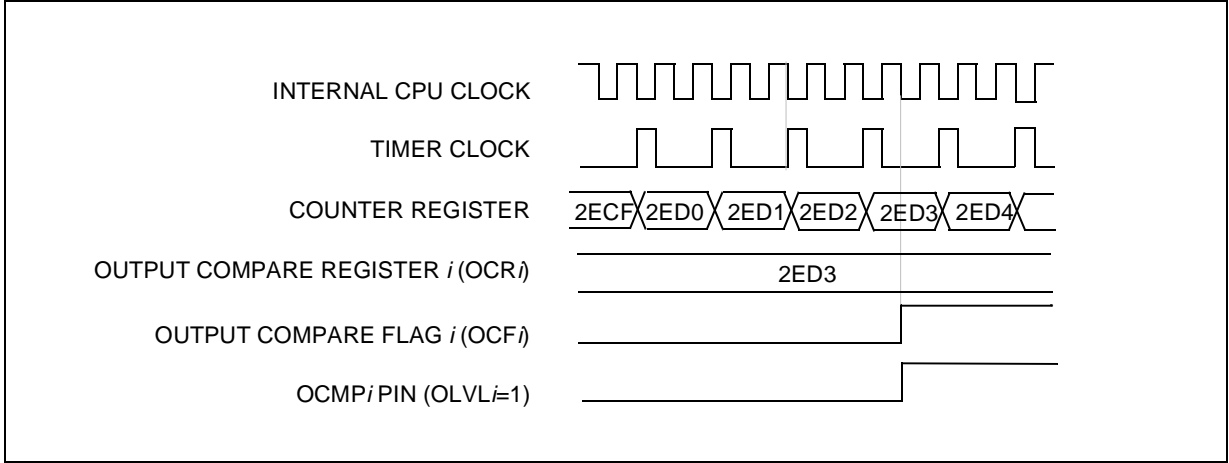 INTERNAL CPU CLOCK
TIMER CLOCK
COUNTER REGISTER 2ECF 2ED0 2ED1 2ED2 2ED3 2ED4
OUTPUT COMPARE REGISTER i (OCRi) 2ED3
OUTPUT COMPARE FLAG i (OCFi)
OCMPi PIN (OLVLi=1)